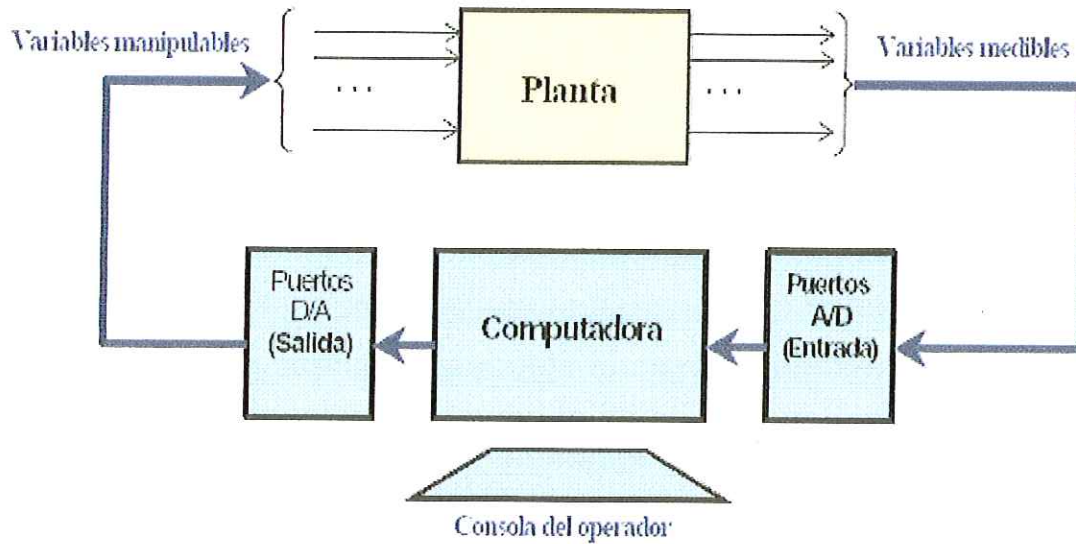 Variables manipulables
Planta
Variables medibles
. . .
. . .
Puertos
D/A
(Salida)
Computadora
Puertos
A/D
(Entrada)
Consola del operador